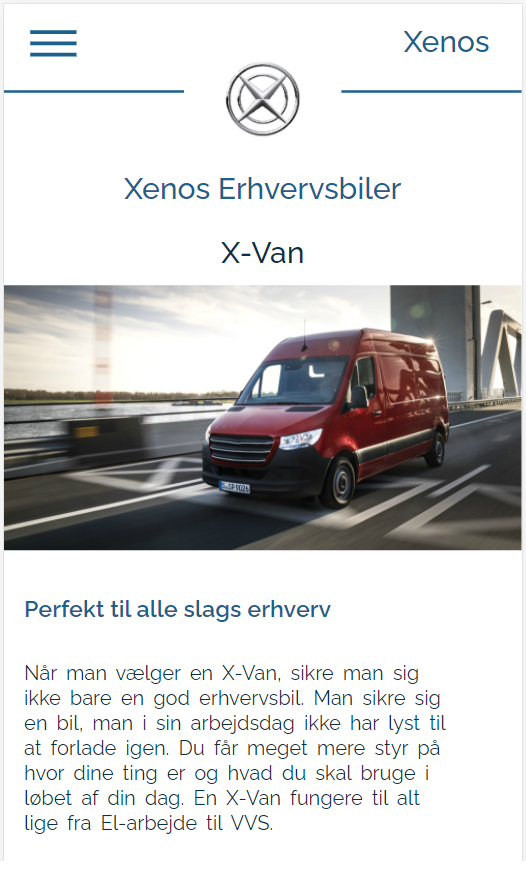 Xenos
Xenos Erhvervsbiler
X-Van
Perfekt til alle slags erhverv
Når man vælger en X-Van, sikre man sig
ikke bare en god erhvervsbil. Man sikre sig
en bil, man i sin arbejdsdag ikke har lyst til
at forlade igen. Du får meget mere styr på
hvor dine ting er og hvad du skal bruge i
løbet af din dag. En X-Van fungere til alt
lige fra El-arbejde til VVS.